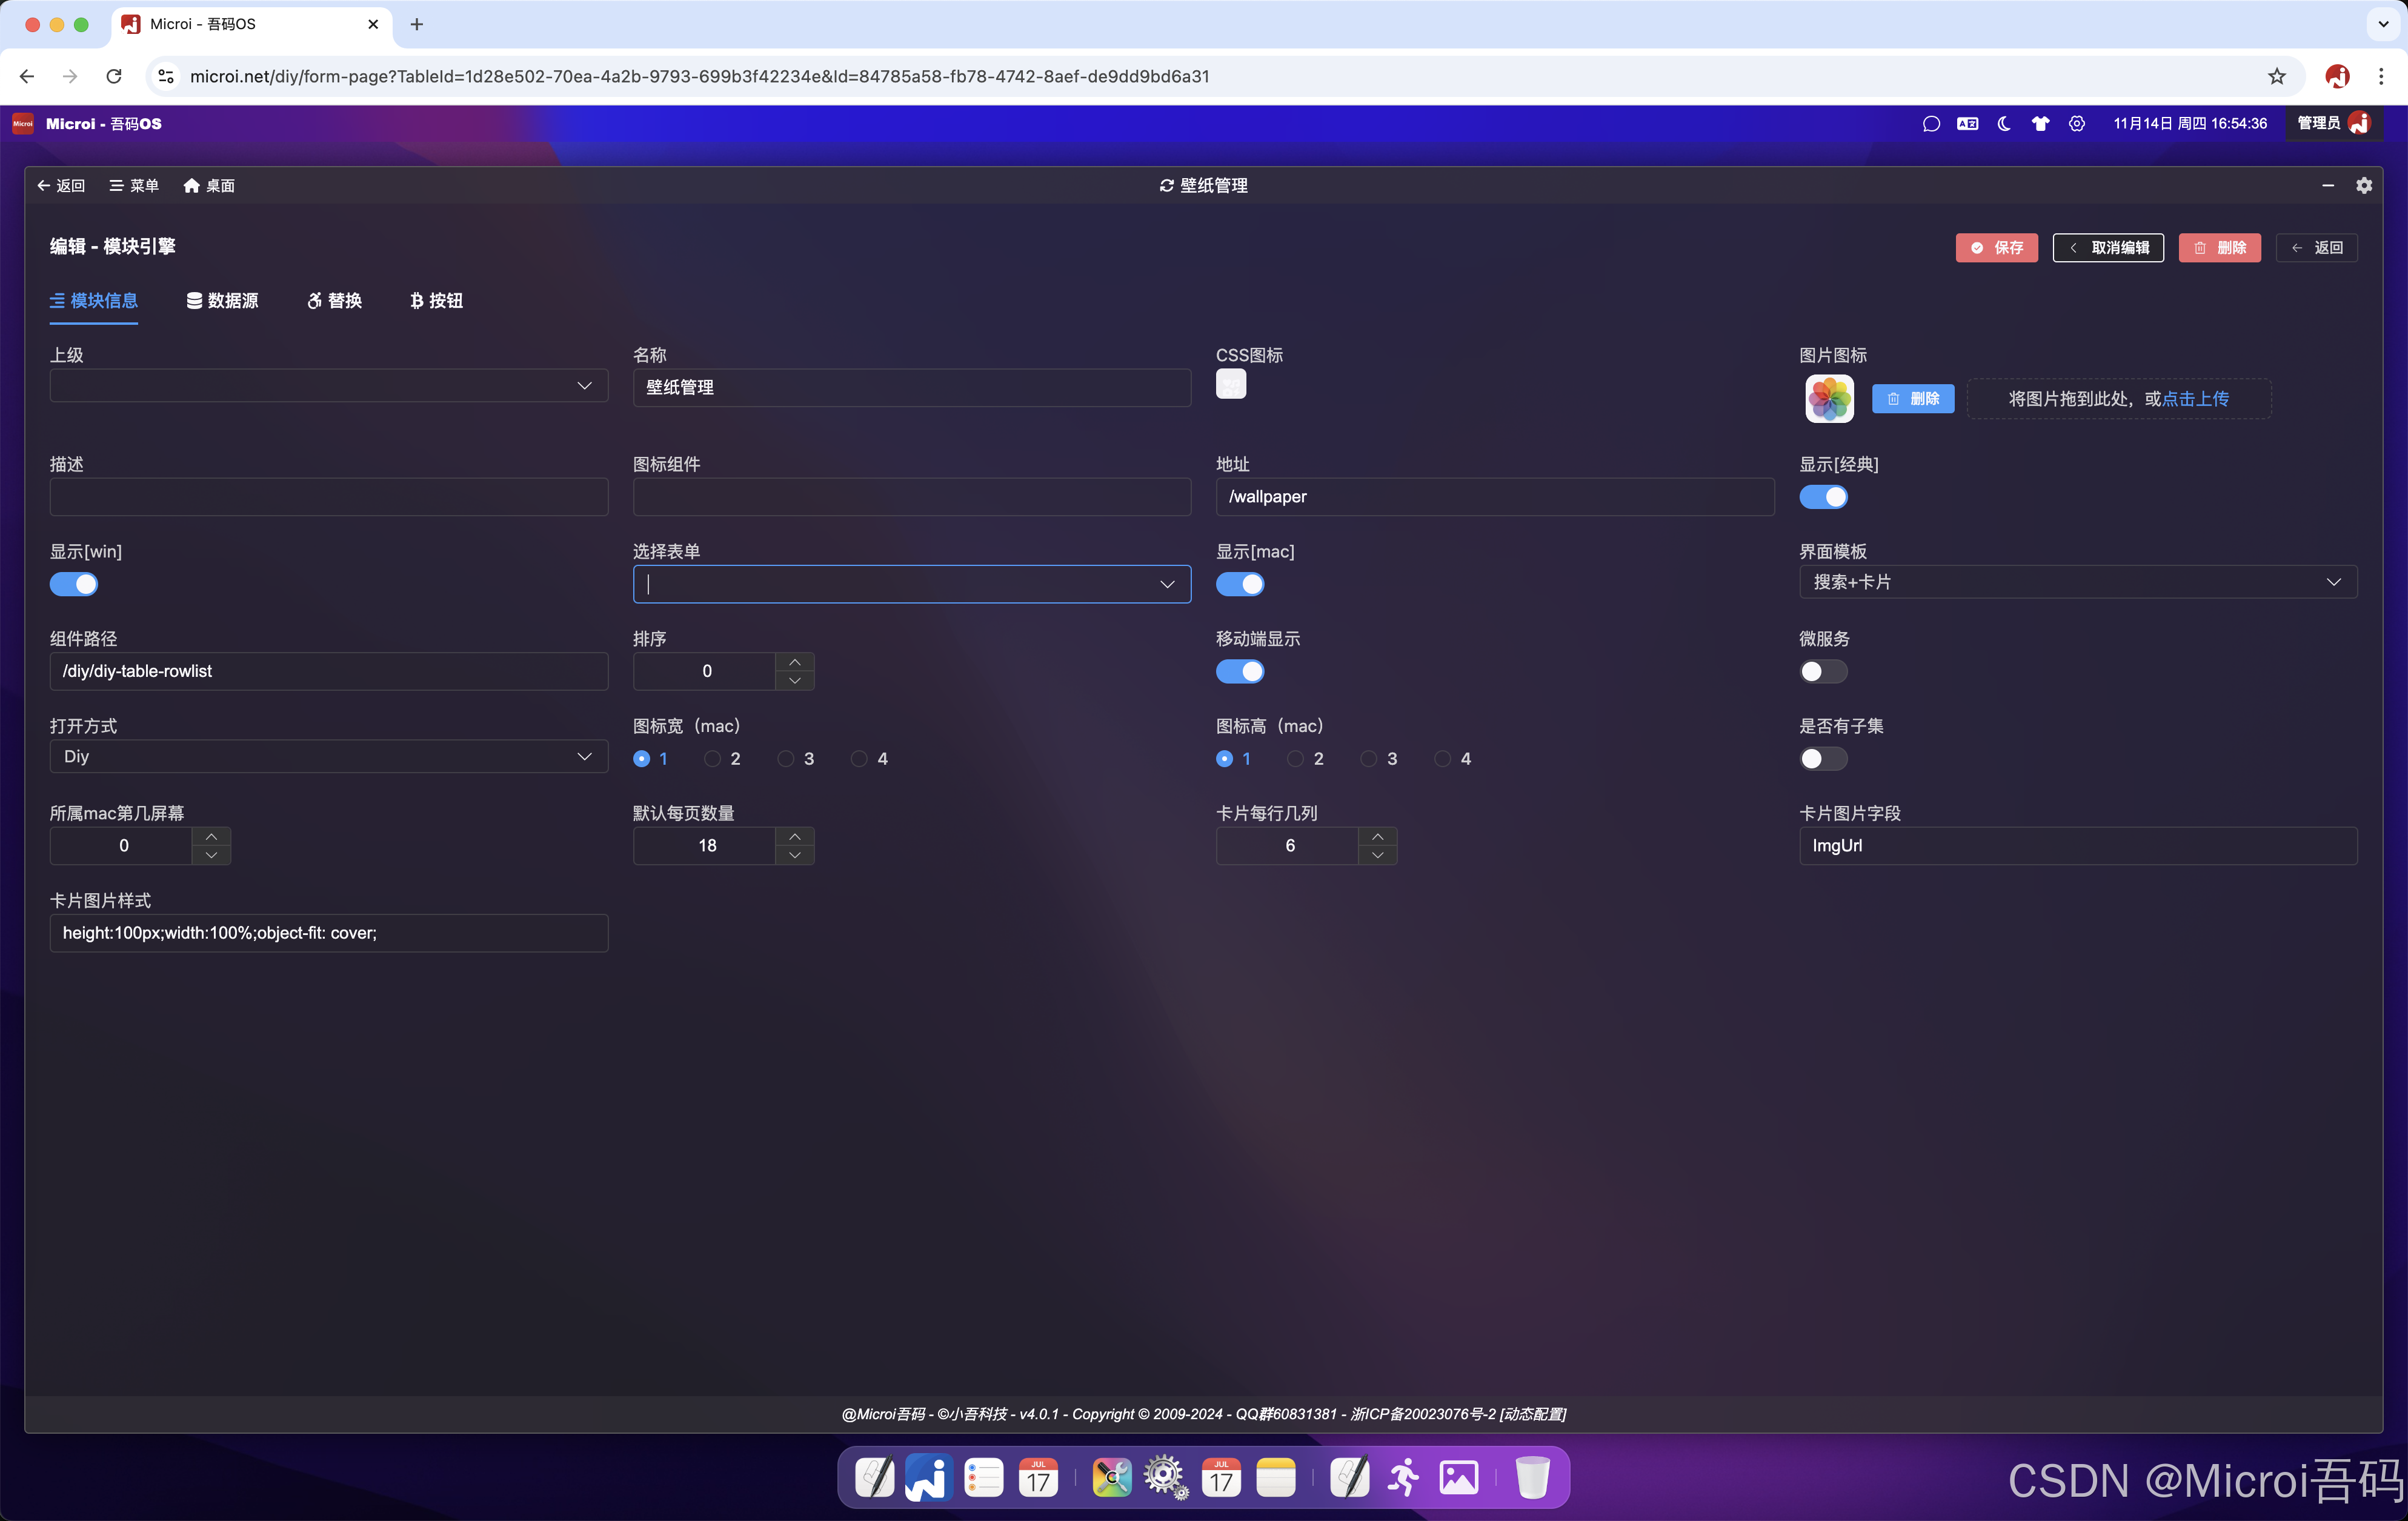 Microi - 吾码OS
microi.net/diy/form-page?TableId=1d28e502-70ea-4a2b-9793-699b3f42234e&Id=84785a58-fb78-4742-8aef-de9dd9bd6a31
Microi
Microi - 吾码OS
11月14日 周四 16:54:36
管理员
返回
菜单
桌面
壁纸管理
编辑 - 模块引擎
保存
取消编辑
删除
返回
模块信息
数据源
替换
按钮
上级
名称
CSS图标
图片图标
壁纸管理
删除
将图片拖到此处，或点击上传
描述
图标组件
地址
显示[经典]
/wallpaper
显示[win]
选择表单
显示[mac]
界面模板
搜索+卡片
组件路径
排序
移动端显示
微服务
/diy/diy-table-rowlist
0
打开方式
图标宽（mac）
图标高（mac）
是否有子集
Diy
1 2 3 4
1 2 3 4
所属mac第几屏幕
默认每页数量
卡片每行几列
卡片图片字段
0
18
6
ImgUrl
卡片图片样式
height:100px;width:100%;object-fit: cover;
@Microi吾码 - ©小吾科技 - v4.0.1 - Copyright © 2009-2024 - QQ群60831381 - 浙ICP备20023076号-2 [动态配置]
JUL
17
JUL
17
CSDN @Microi吾码